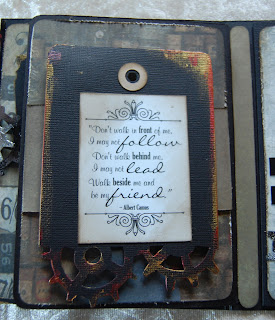 "Don't walk in front of me,
I may not follow
Don't walk behind me,
I may not lead
Walk beside me and
be my friend."
- Albert Camus